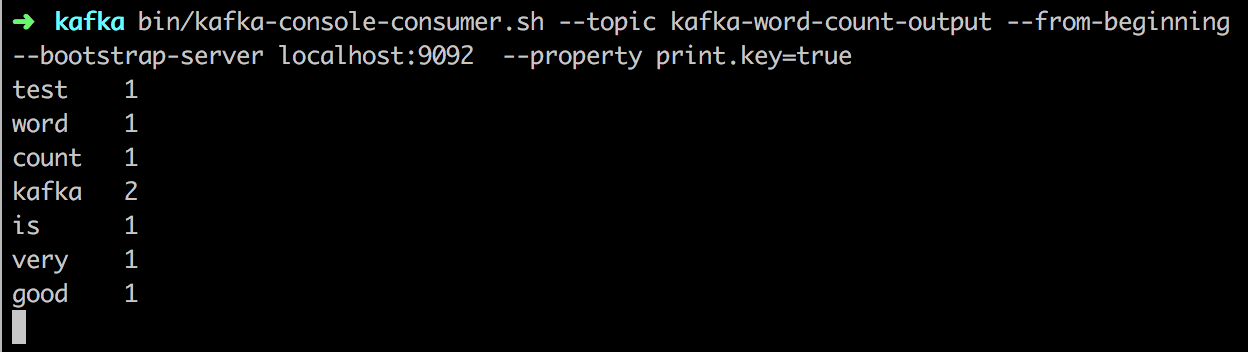 ➜ kafka bin/kafka-console-consumer.sh --topic kafka-word-count-output --from-beginning
--bootstrap-server localhost:9092  --property print.key=true
test    1
word    1
count   1
kafka   2
is      1
very    1
good    1